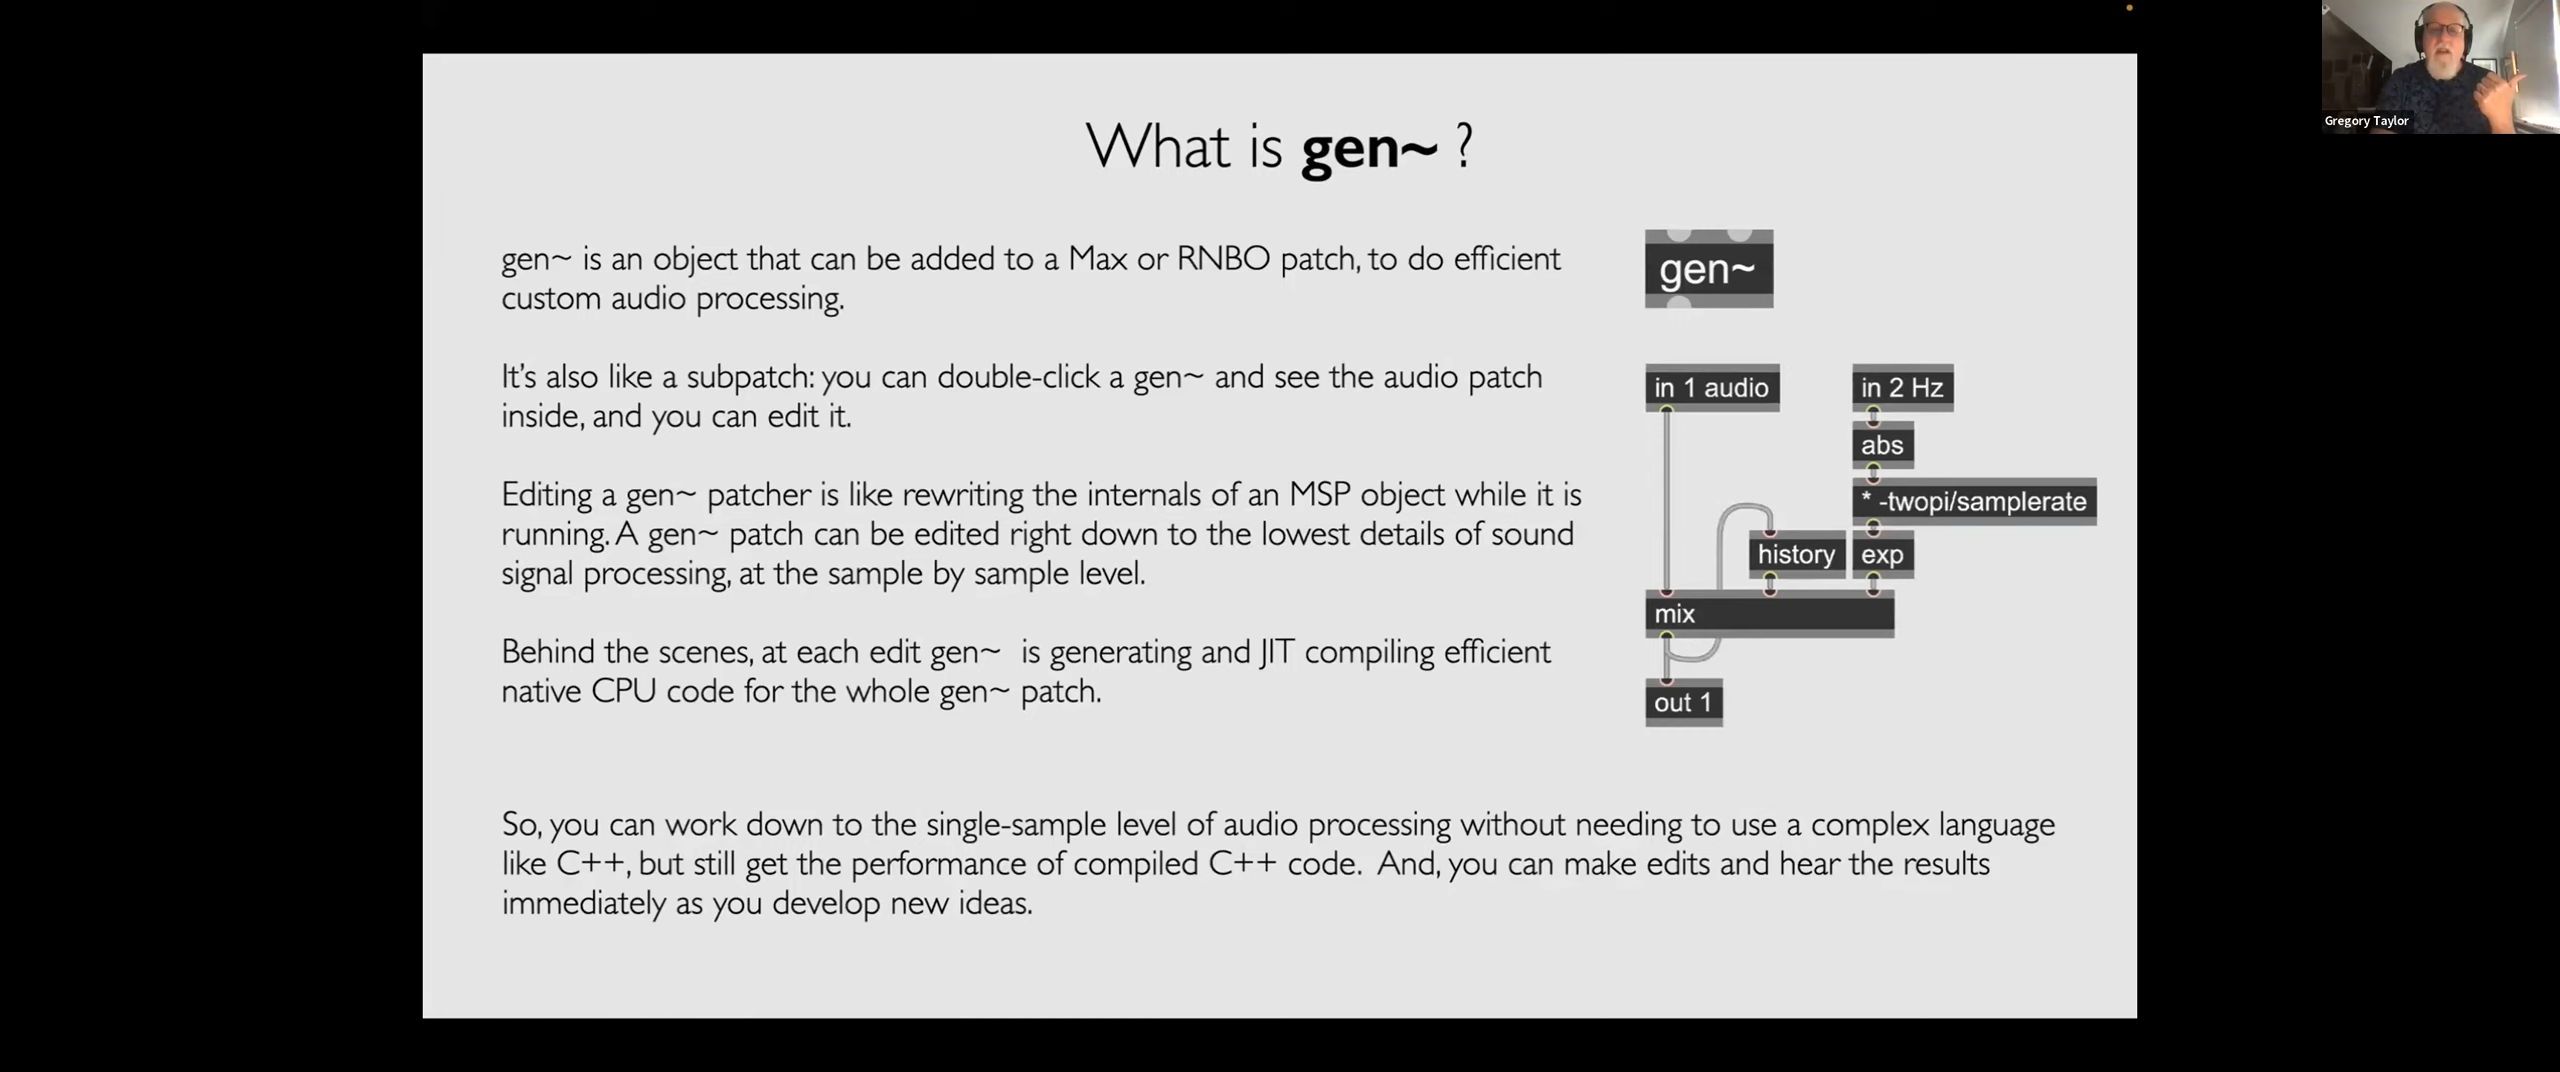 Gregory Taylor
What is gen~ ?
gen~ is an object that can be added to a Max or RNBO patch, to do efficient
custom audio processing.
It's also like a subpatch: you can double-click a gen~ and see the audio patch
inside, and you can edit it.
Editing a gen~ patcher is like rewriting the internals of an MSP object while it is
running. A gen~ patch can be edited right down to the lowest details of sound
signal processing, at the sample by sample level.
Behind the scenes, at each edit gen~ is generating and JIT compiling efficient
native CPU code for the whole gen~ patch.
So, you can work down to the single-sample level of audio processing without needing to use a complex language
like C++, but still get the performance of compiled C++ code. And, you can make edits and hear the results
immediately as you develop new ideas.
gen~
in 1 audio
in 2 Hz
abs
* -twopi/samplerate
history
exp
mix
out 1